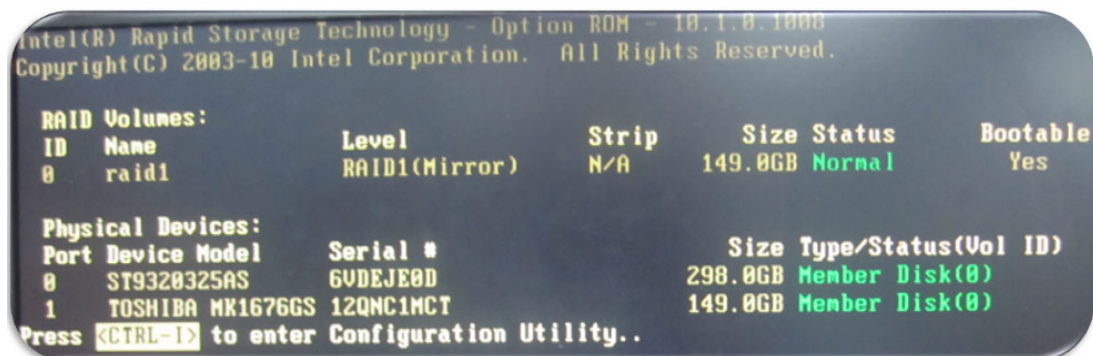 Intel(R) Rapid Storage Technology - Option ROM - 10.1.0.1008
Copyright(C) 2003-10 Intel Corporation. All Rights Reserved.
RAID Volumes:
ID Name Level Strip Size Status Bootable
0 raid1 RAID1(Mirror) N/A 149.0GB Normal Yes
Physical Devices:
Port Device Model Serial # Size Type/Status(Vol ID)
0 ST9320325AS 6VDEJE0D 298.0GB Member Disk(0)
1 TOSHIBA MK1676GS 12QNC1MCT 149.0GB Member Disk(0)
Press <CTRL-I> to enter Configuration Utility..